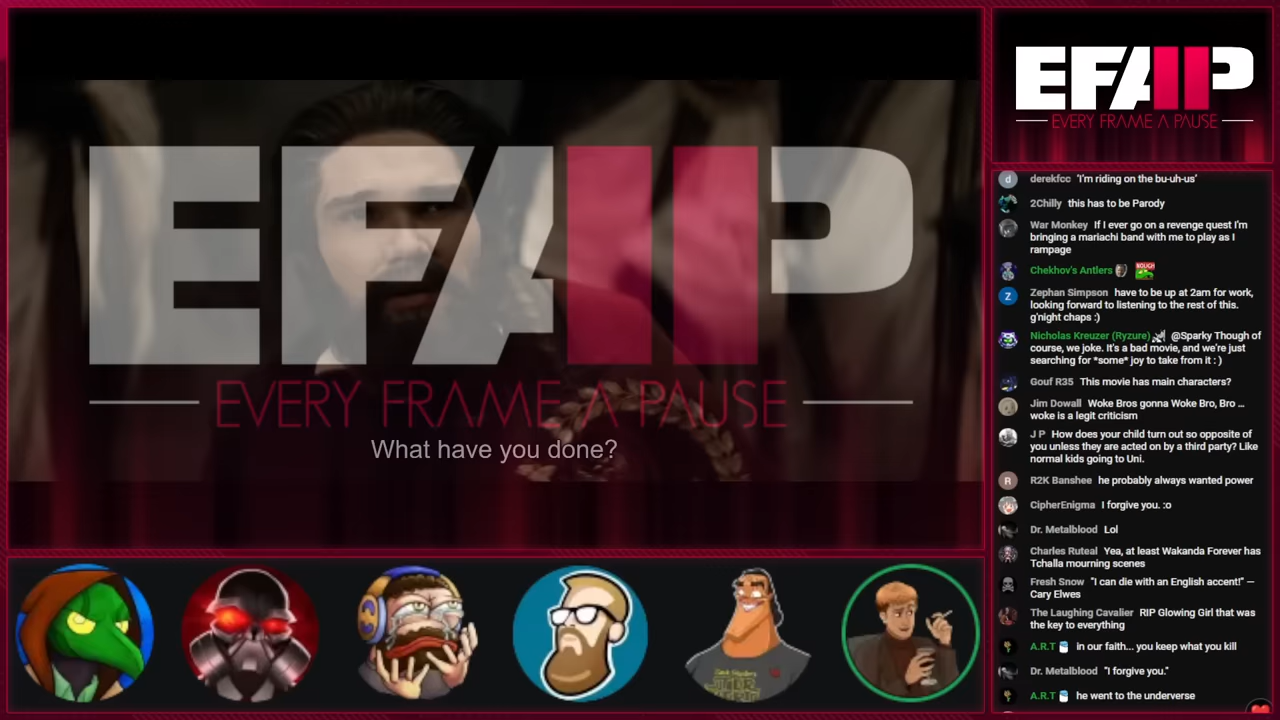 EFAP
EVERY FRAME A PAUSE
What have you done?
EFAP
EVERY FRAME A PAUSE
derekfcc 'I'm riding on the bu-uh-us'
2Chilly this has to be Parody
War Monkey If I ever go on a revenge quest I'm
bringing a mariachi band with me to play as I
rampage
Chekhov's Antlers
Z
Zephan Simpson have to be up at 2am for work,
looking forward to listening to the rest of this.
g'night chaps :)
Nicholas Kreuzer (Ryzure) @Sparky Though of
course, we joke. It's a bad movie, and we're just
searching for *some* joy to take from it : )
Gouf R35 This movie has main characters?
Jim Dowall Woke Bros gonna Woke Bro, Bro ...
woke is a legit criticism
J P How does your child turn out so opposite of
you unless they are acted on by a third party? Like
normal kids going to Uni.
R
R2K Banshee he probably always wanted power
CipherEnigma I forgive you. :o
Dr. Metalblood Lol
Charles Ruteal Yea, at least Wakanda Forever has
Tchalla mourning scenes
Fresh Snow "I can die with an English accent!" —
Cary Elwes
The Laughing Cavalier RIP Glowing Girl that was
the key to everything
A.R.T in our faith... you keep what you kill
Dr. Metalblood "I forgive you."
A.R.T he went to the underverse